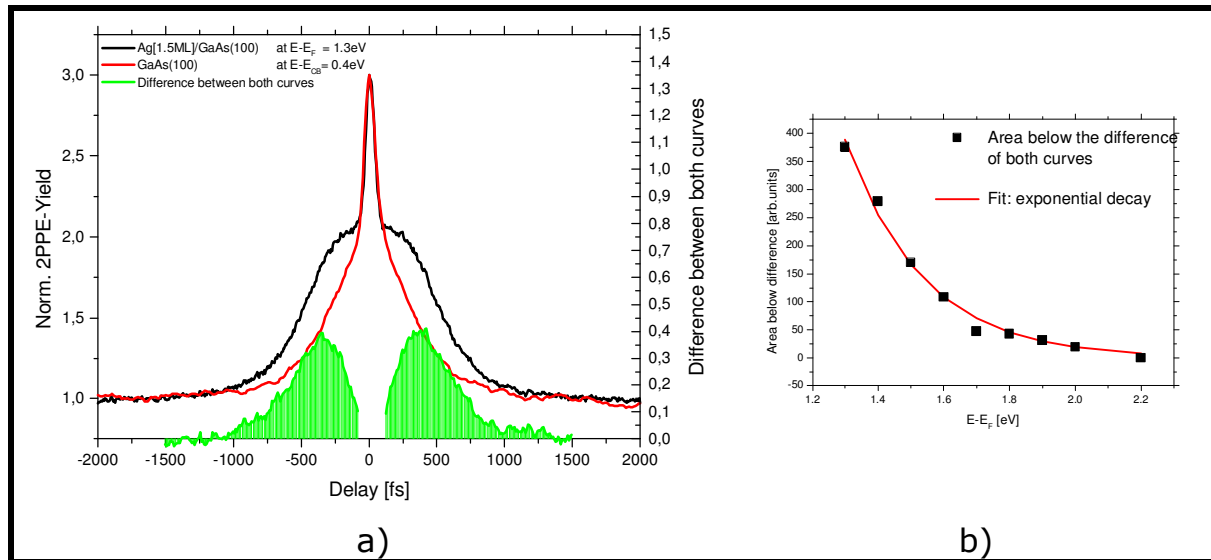 Ag[1.5ML]/GaAs(100) at E-EF = 1.3eV
GaAs(100) at E-ECB= 0.4eV
Difference between both curves
Norm. 2PPE-Yield
3,0
2,5
2,0
1,5
1,0
1,5
1,4
1,3
1,2
1,1
1,0
0,9
0,8
0,7
0,6
0,5
0,4
0,3
0,2
0,1
0,0
Difference between both curves
-2000 -1500 -1000 -500 0 500 1000 1500 2000
Delay [fs]
a)
Area below difference [arb.units]
400
350
300
250
200
150
100
50
0
-50
Area below the difference
of both curves
Fit: exponential decay
1.2 1.4 1.6 1.8 2.0 2.2
E-EF [eV]
b)